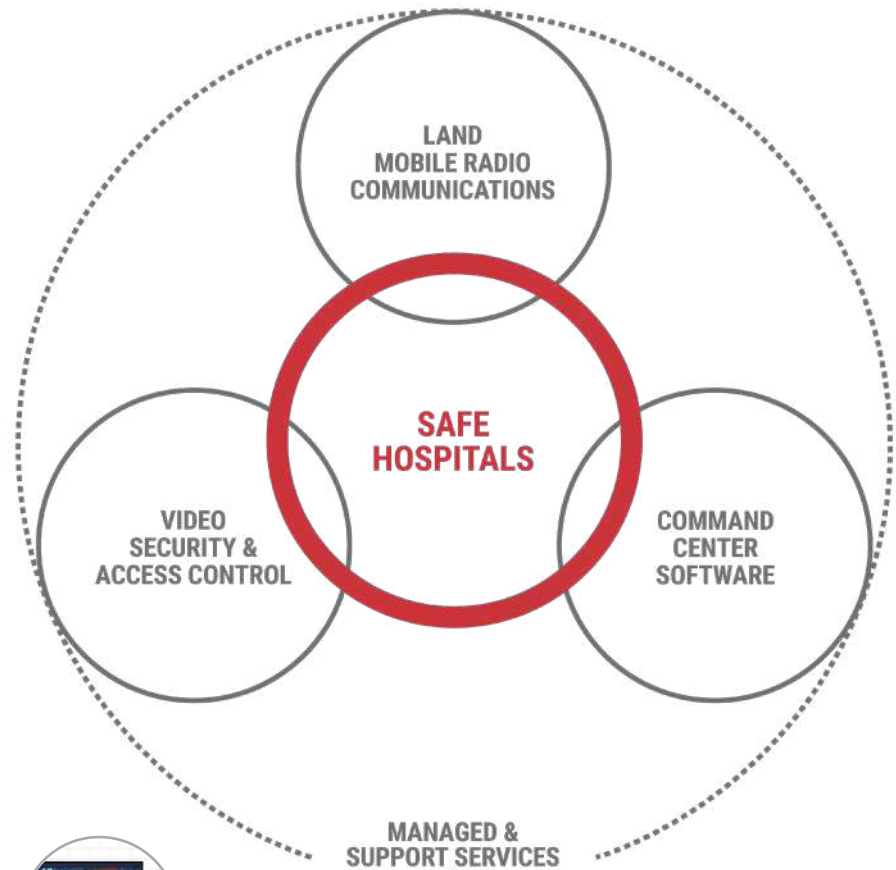 LAND
MOBILE RADIO
COMMUNICATIONS
SAFE
HOSPITALS
VIDEO
SECURITY &
ACCESS CONTROL
COMMAND
CENTER
SOFTWARE
MANAGED &
SUPPORT SERVICES